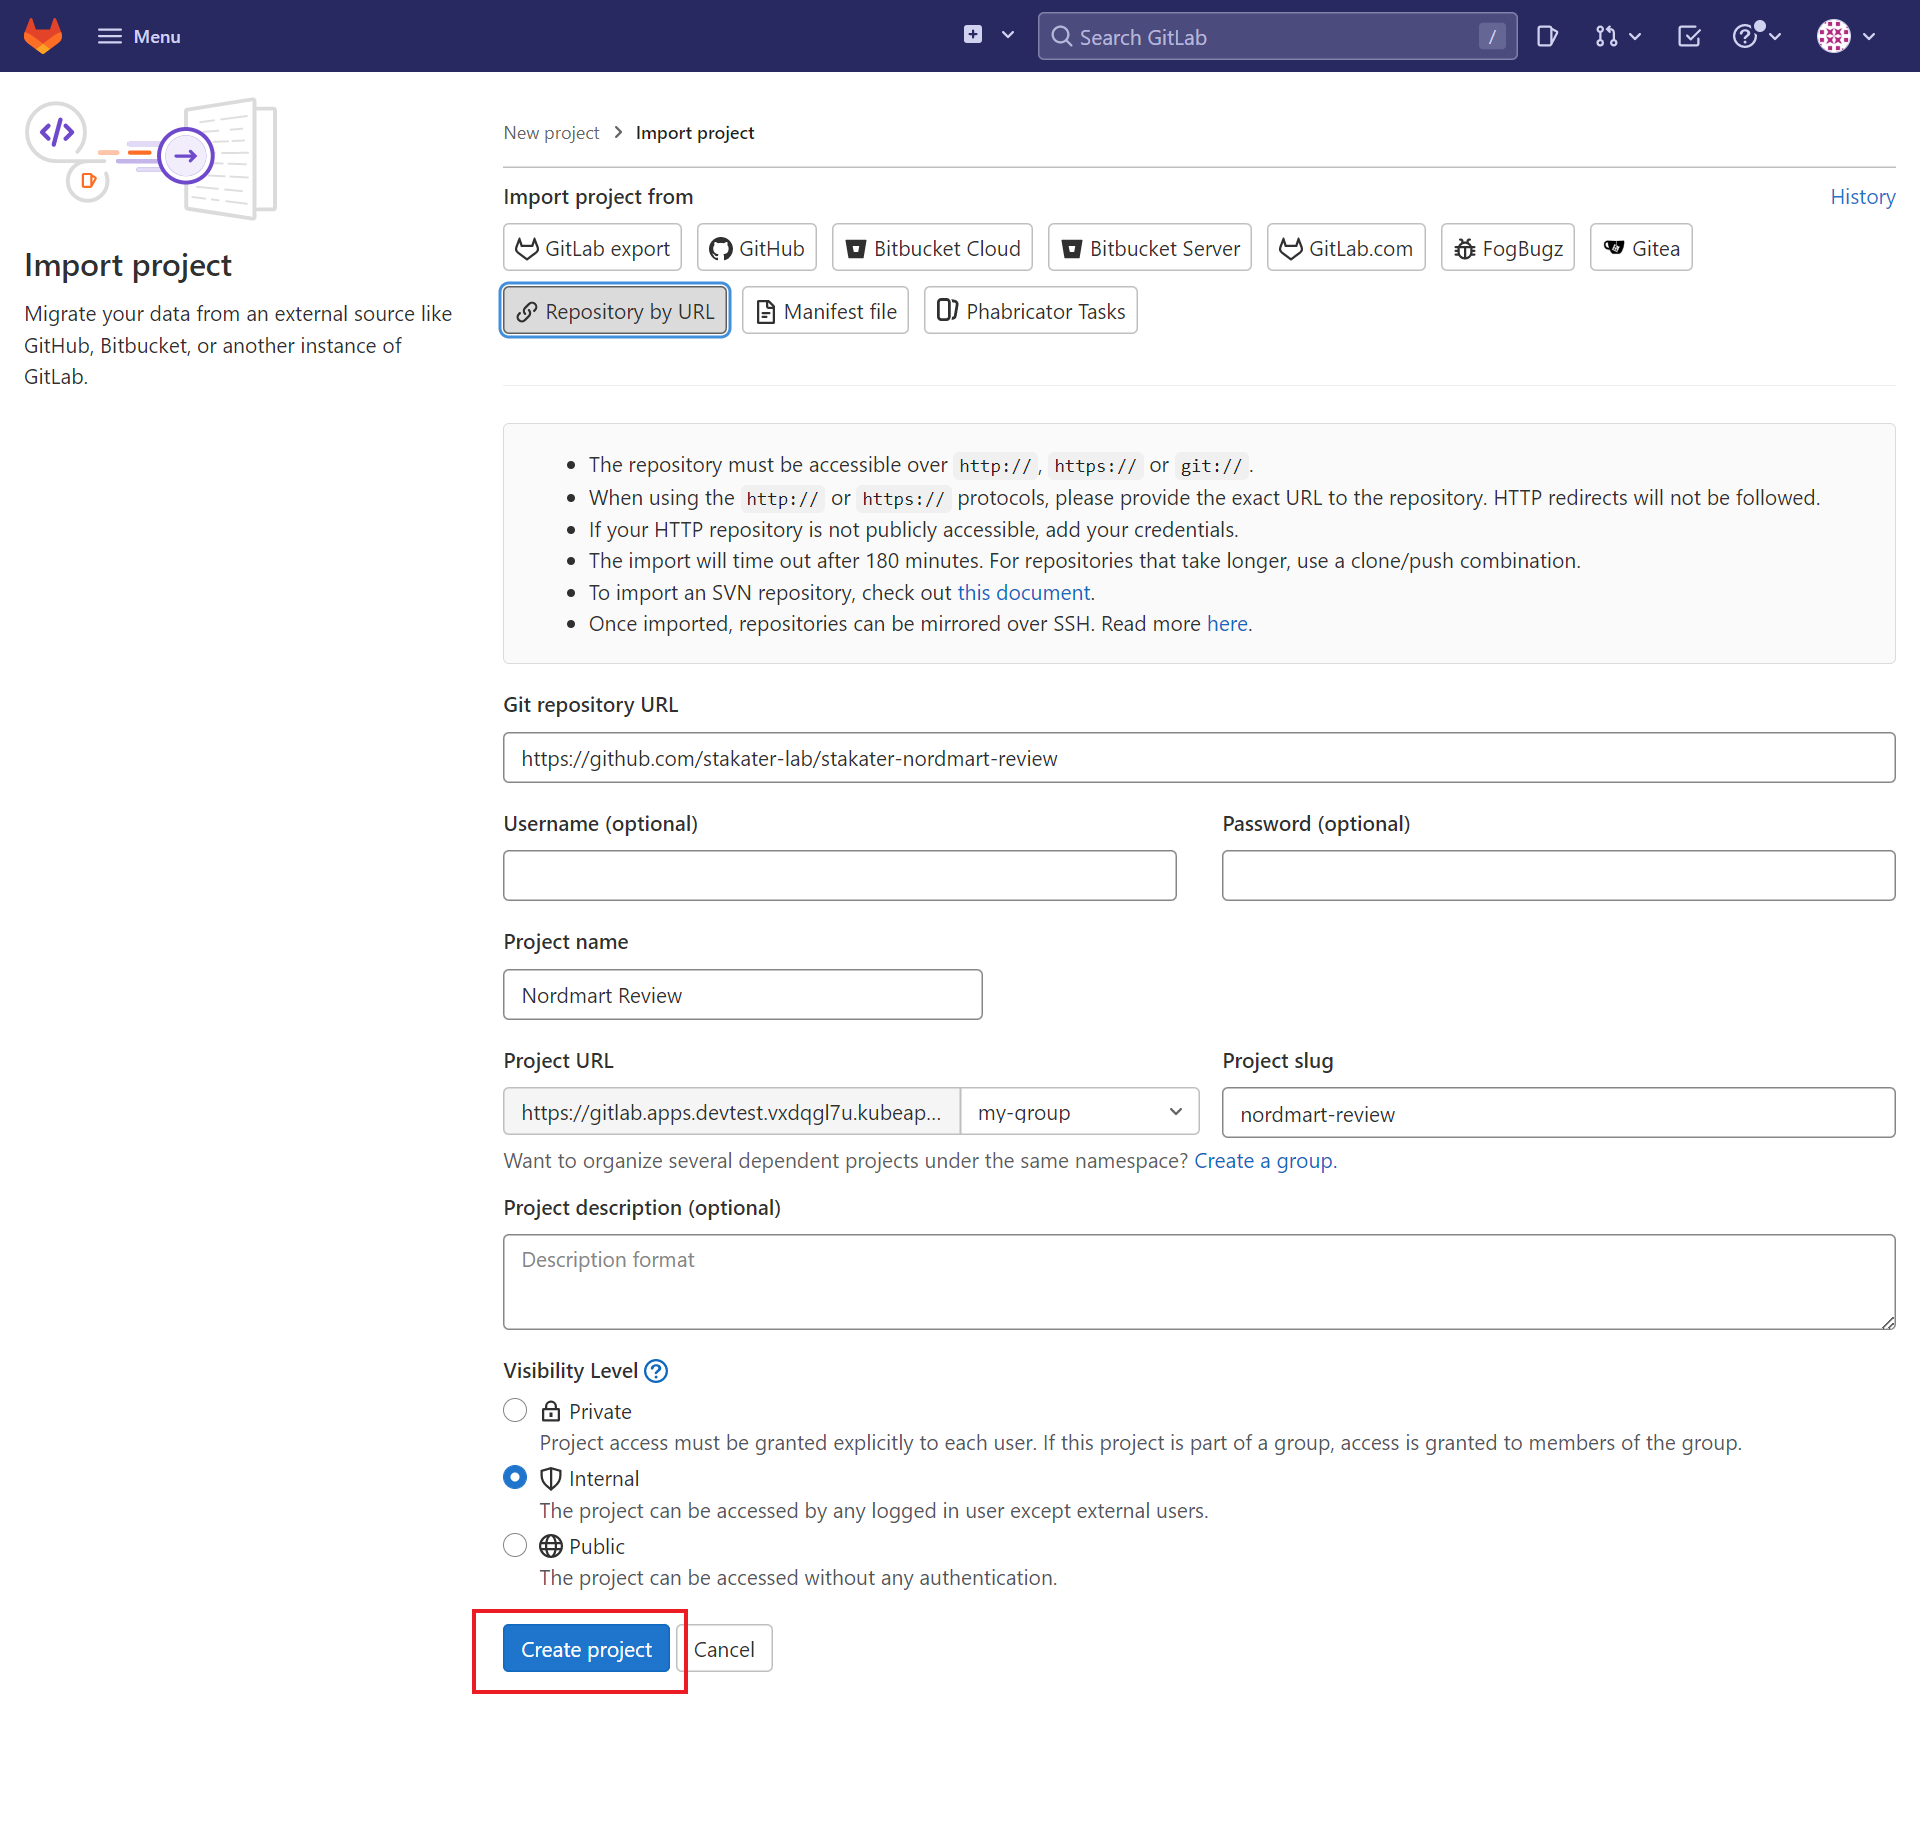 Menu
Search GitLab
/
New project > Import project
Import project from
History
GitLab export
GitHub
Bitbucket Cloud
Bitbucket Server
GitLab.com
FogBugz
Gitea
Repository by URL
Manifest file
Phabricator Tasks
Import project
Migrate your data from an external source like
GitHub, Bitbucket, or another instance of
GitLab.
• The repository must be accessible over http://, https:// or git://.
• When using the http:// or https:// protocols, please provide the exact URL to the repository. HTTP redirects will not be followed.
• If your HTTP repository is not publicly accessible, add your credentials.
• The import will time out after 180 minutes. For repositories that take longer, use a clone/push combination.
• To import an SVN repository, check out this document.
• Once imported, repositories can be mirrored over SSH. Read more here.
Git repository URL
https://github.com/stakater-lab/stakater-nordmart-review
Username (optional)
Password (optional)
Project name
Nordmart Review
Project URL
Project slug
https://gitlab.apps.devtest.vxdqgl7u.kubeap...
my-group
nordmart-review
Want to organize several dependent projects under the same namespace? Create a group.
Project description (optional)
Description format
Visibility Level
Private
Project access must be granted explicitly to each user. If this project is part of a group, access is granted to members of the group.
Internal
The project can be accessed by any logged in user except external users.
Public
The project can be accessed without any authentication.
Create project
Cancel